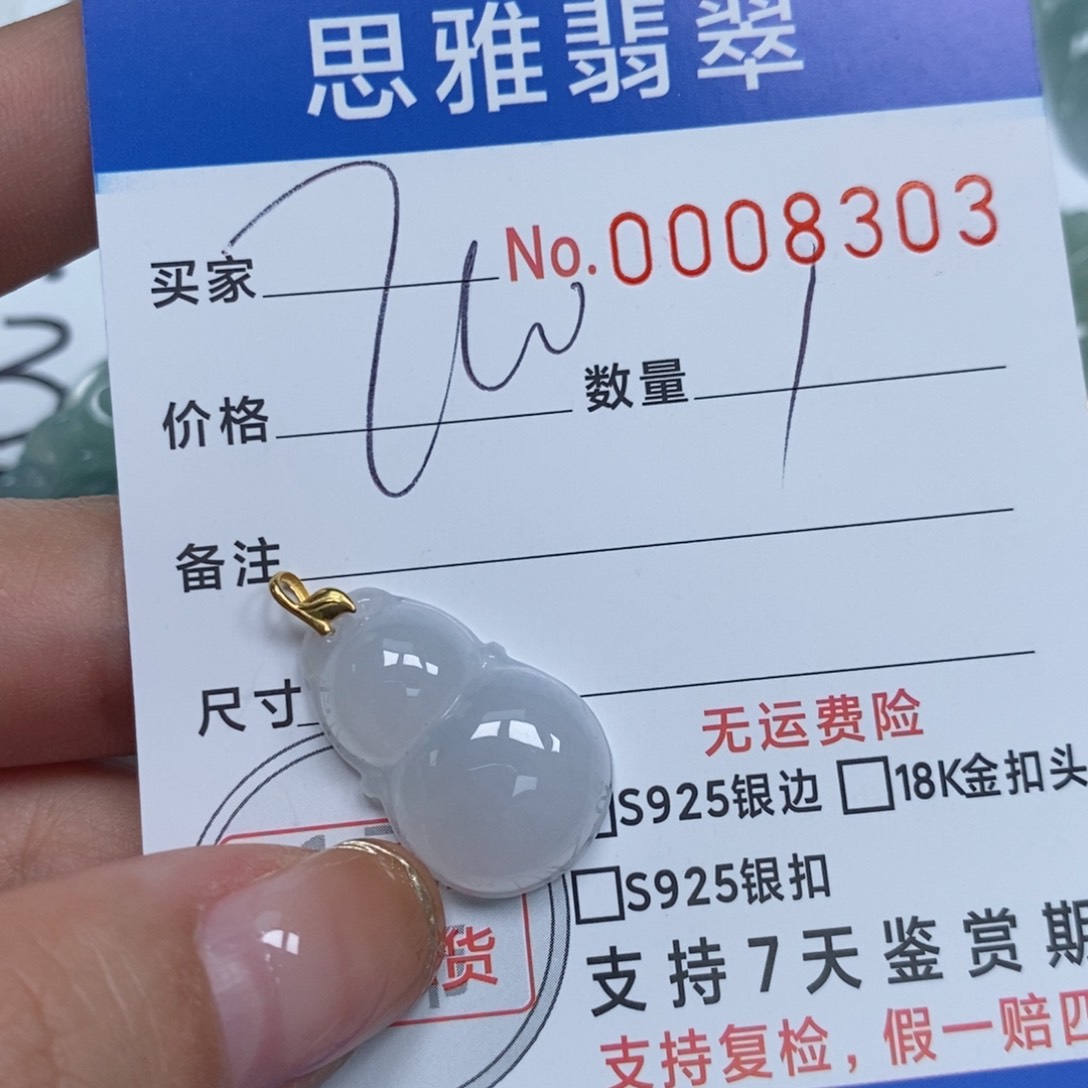 思雅翡翠
买家 No.0008303
价格 数量 1
备注
尺寸
无运费险
S925银边 18K金扣头
S925银扣
货
支持7天鉴赏期
支持复检，假一赔四